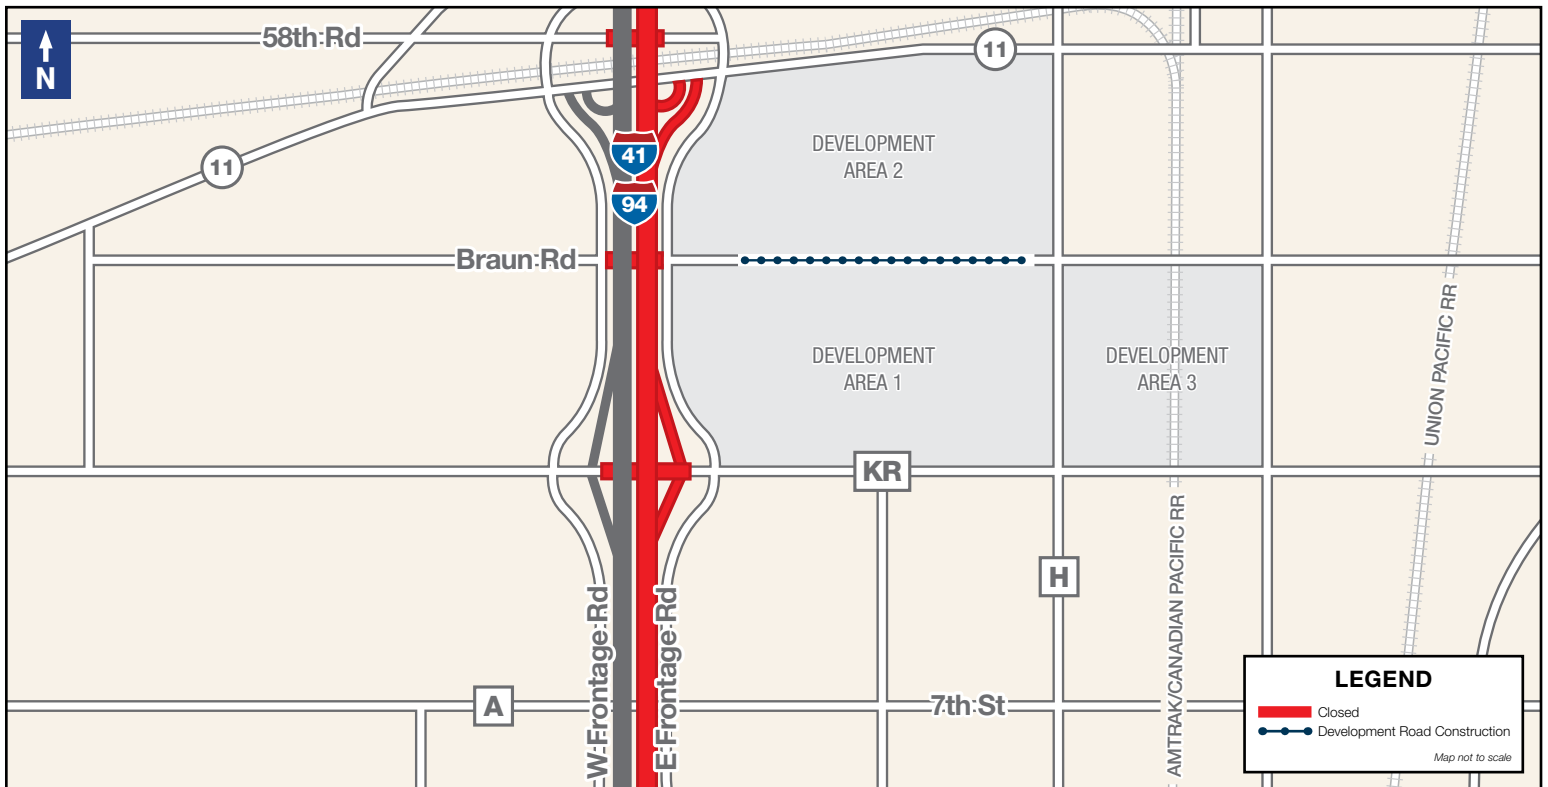 58th Rd
11
N
DEVELOPMENT
AREA 2
41
11
94
Braun Rd
DEVELOPMENT
AREA 1
DEVELOPMENT
AREA 3
UNION PACIFIC RR
KR
H
AMTRAK/CANADIAN PACIFIC RR
W Frontage Rd
E Frontage Rd
A
7th St
LEGEND
Closed
Development Road Construction
Map not to scale